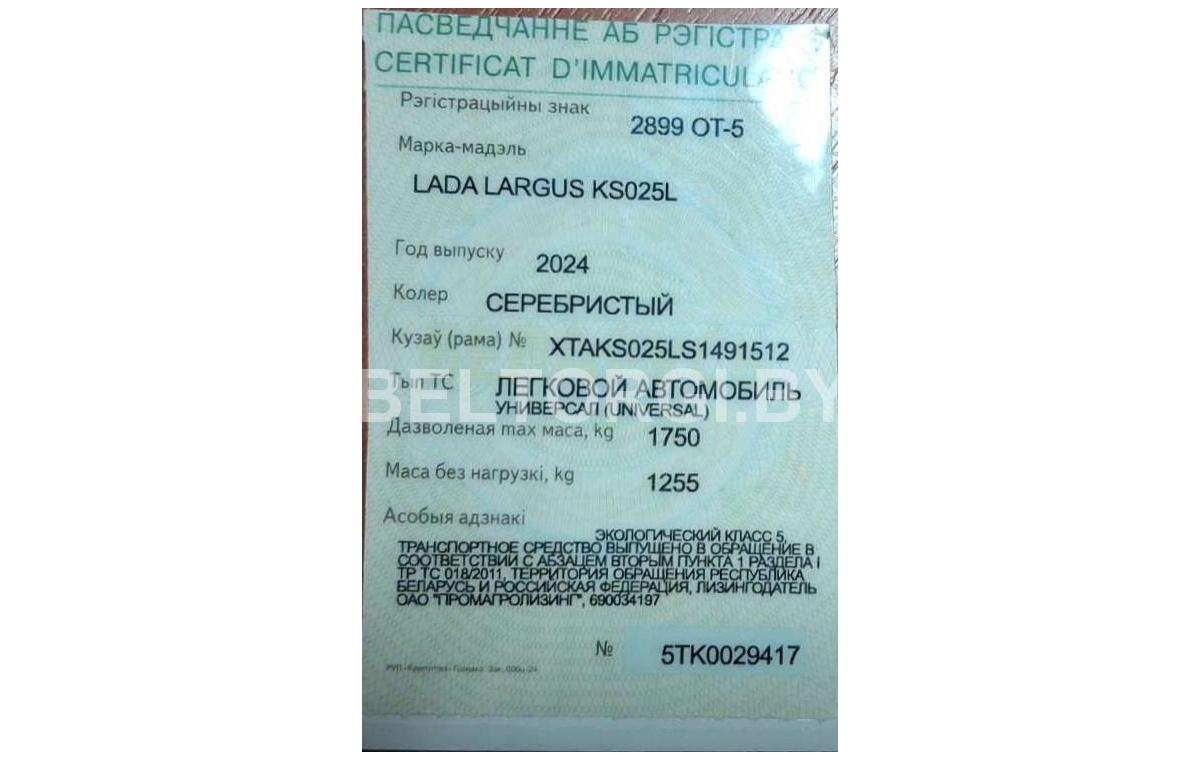 ПАСВЕДЧАННЕ АБ
CERTIFICAT
Рэгістрацыйны знак
2899 OT-5
Марка-мадэль
LADA LARGUS KS025L
Год выпуску
2024
Колер
СЕРЕБРИСТЫЙ
Кузаў (рама) №
XTAKS025LS1491512
Тып ТС
ЛЕГКОВОЙ АВТОМОБИЛЬ
УНИВЕРСАЛ (UNIVERSAL)
BELTORGI.BY
Дазволеная max маса, kg
1750
Маса без нагрузкі, kg
1255
Асобыя адзнакі
ЭКОЛОГИЧЕСКИЙ КЛАСС 5,
ТРАНСПОРТНОЕ СРЕДСТВО ВЫПУЩЕНО В ОБРАЩЕНИЕ В
СООТВЕТСТВИИ С АБЗАЦЕМ ВТОРЫМ ПУНКТА 1 РАЗДЕЛА I
ТР ТС 018/2011, ТЕРРИТОРИЯ ОБРАЩЕНИЯ РЕСПУБЛИКА
БЕЛАРУСЬ И РОССИЙСКАЯ ФЕДЕРАЦИЯ, ЛИЗИНГОДАТЕЛЬ
ОАО "ПРОМАГРОЛИЗИНГ", 690034197
№
5TK0029417